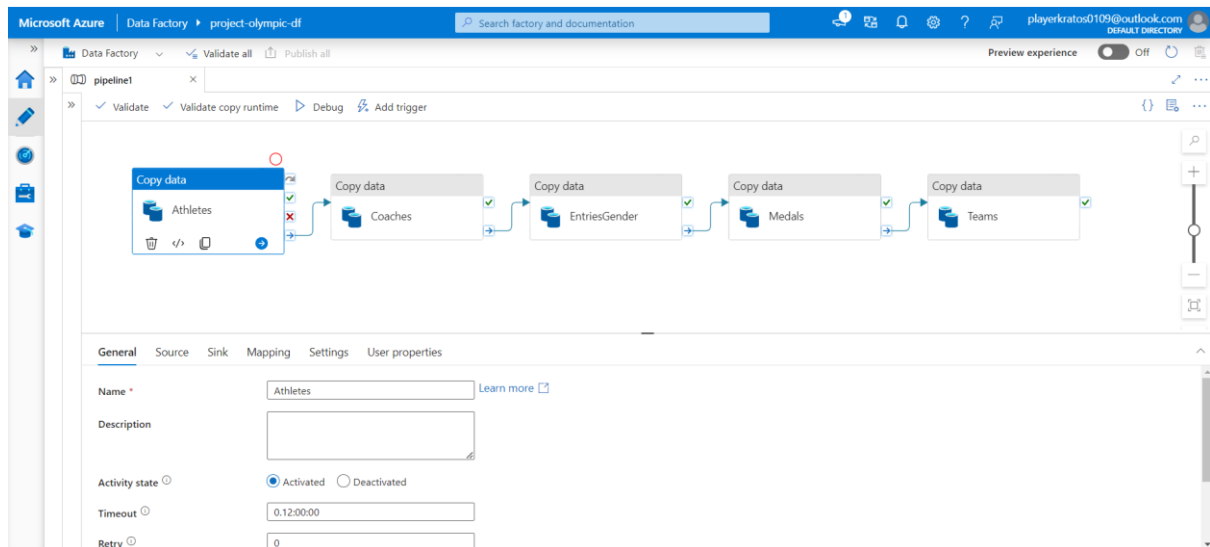 Microsoft Azure | Data Factory ▸ project-olympic-df
Search factory and documentation
1
playerkratos0109@outlook.com
DEFAULT DIRECTORY
Data Factory
Validate all
Publish all
Preview experience
Off
pipeline1
Validate
Validate copy runtime
Debug
Add trigger
Copy data
Athletes
Copy data
Coaches
Copy data
EntriesGender
Copy data
Medals
Copy data
Teams
General Source Sink Mapping Settings User properties
Name *
Athletes
Learn more
Description
Activity state
Activated
Deactivated
Timeout
0.12:00:00
Retry
0